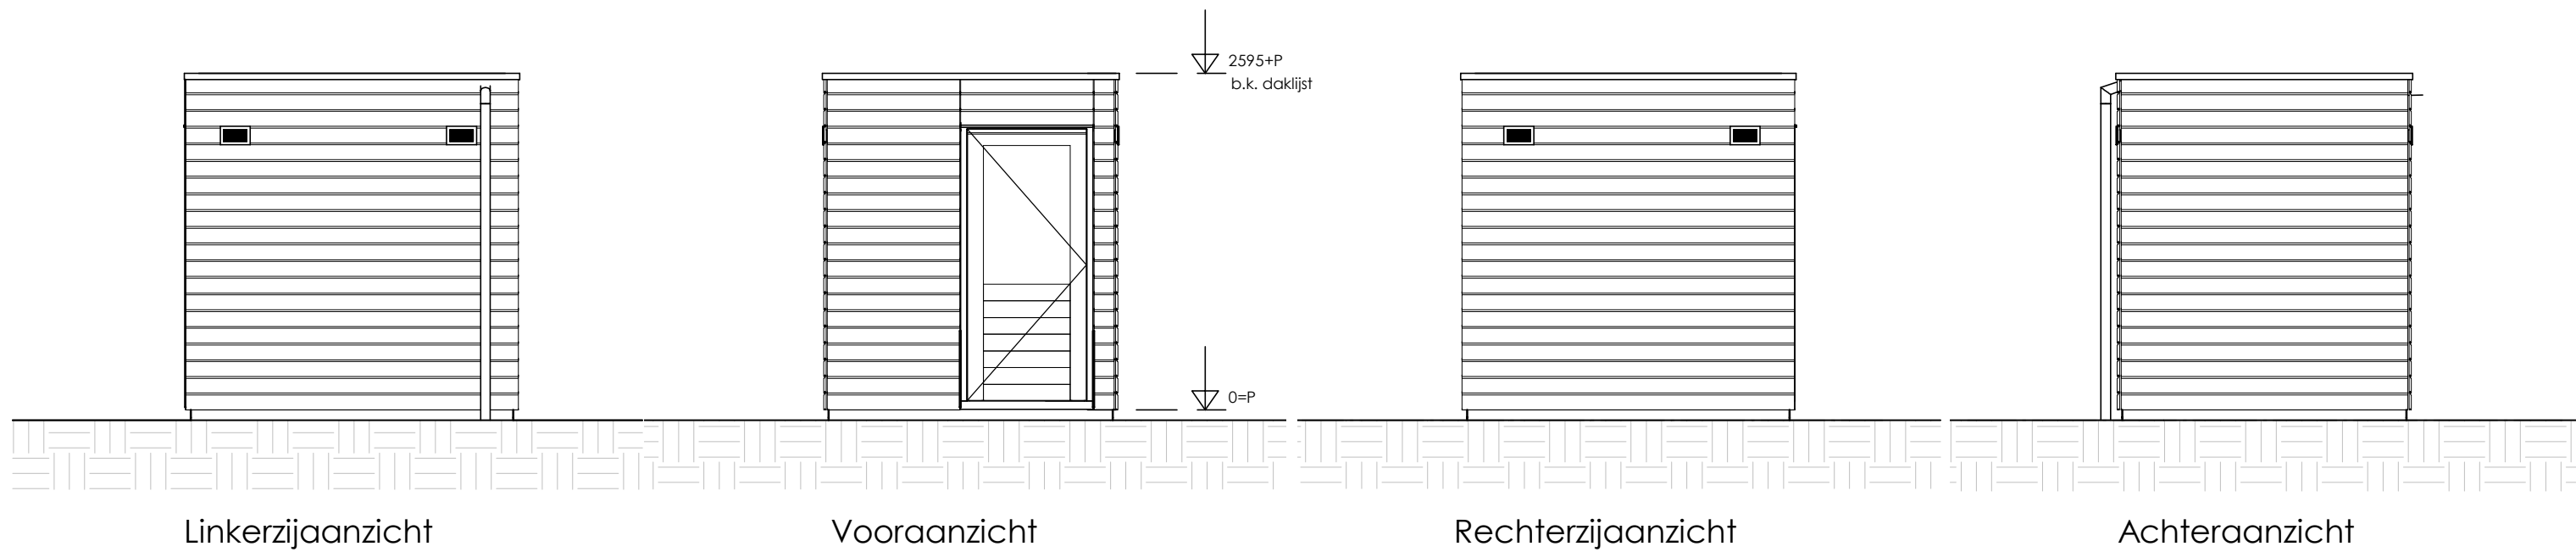 2595+P
b.k. daklijst
0=P
Linkerzijaanzicht
Vooraanzicht
Rechterzijaanzicht
Achteraanzicht